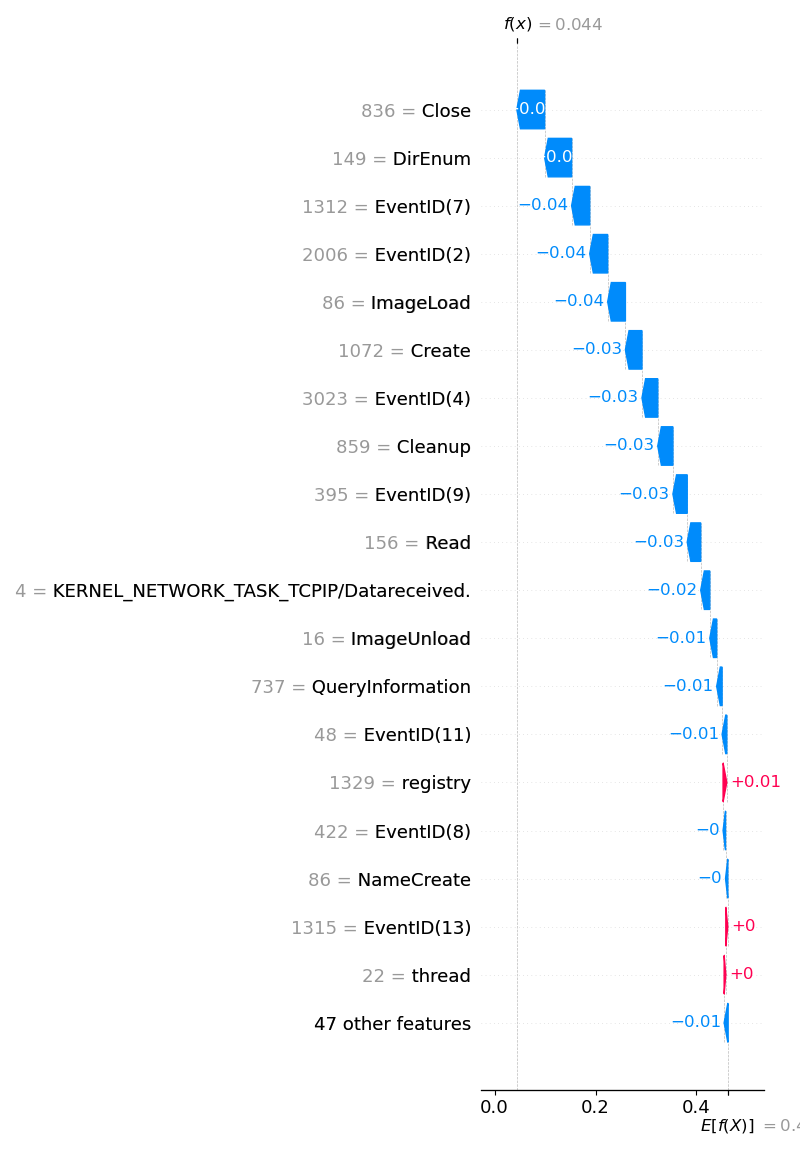 f(x) = 0.044
836 = Close
149 = DirEnum
1312 = EventID(7) −0.04
2006 = EventID(2) −0.04
86 = ImageLoad −0.04
1072 = Create −0.03
3023 = EventID(4) −0.03
859 = Cleanup −0.03
395 = EventID(9) −0.03
156 = Read −0.03
4 = KERNEL_NETWORK_TASK_TCPIP/Datareceived. −0.02
16 = ImageUnload −0.01
737 = QueryInformation −0.01
48 = EventID(11) −0.01
1329 = registry +0.01
422 = EventID(8) −0
86 = NameCreate −0
1315 = EventID(13) +0
22 = thread +0
47 other features −0.01
0.0 0.2 0.4
E[f(X)] =